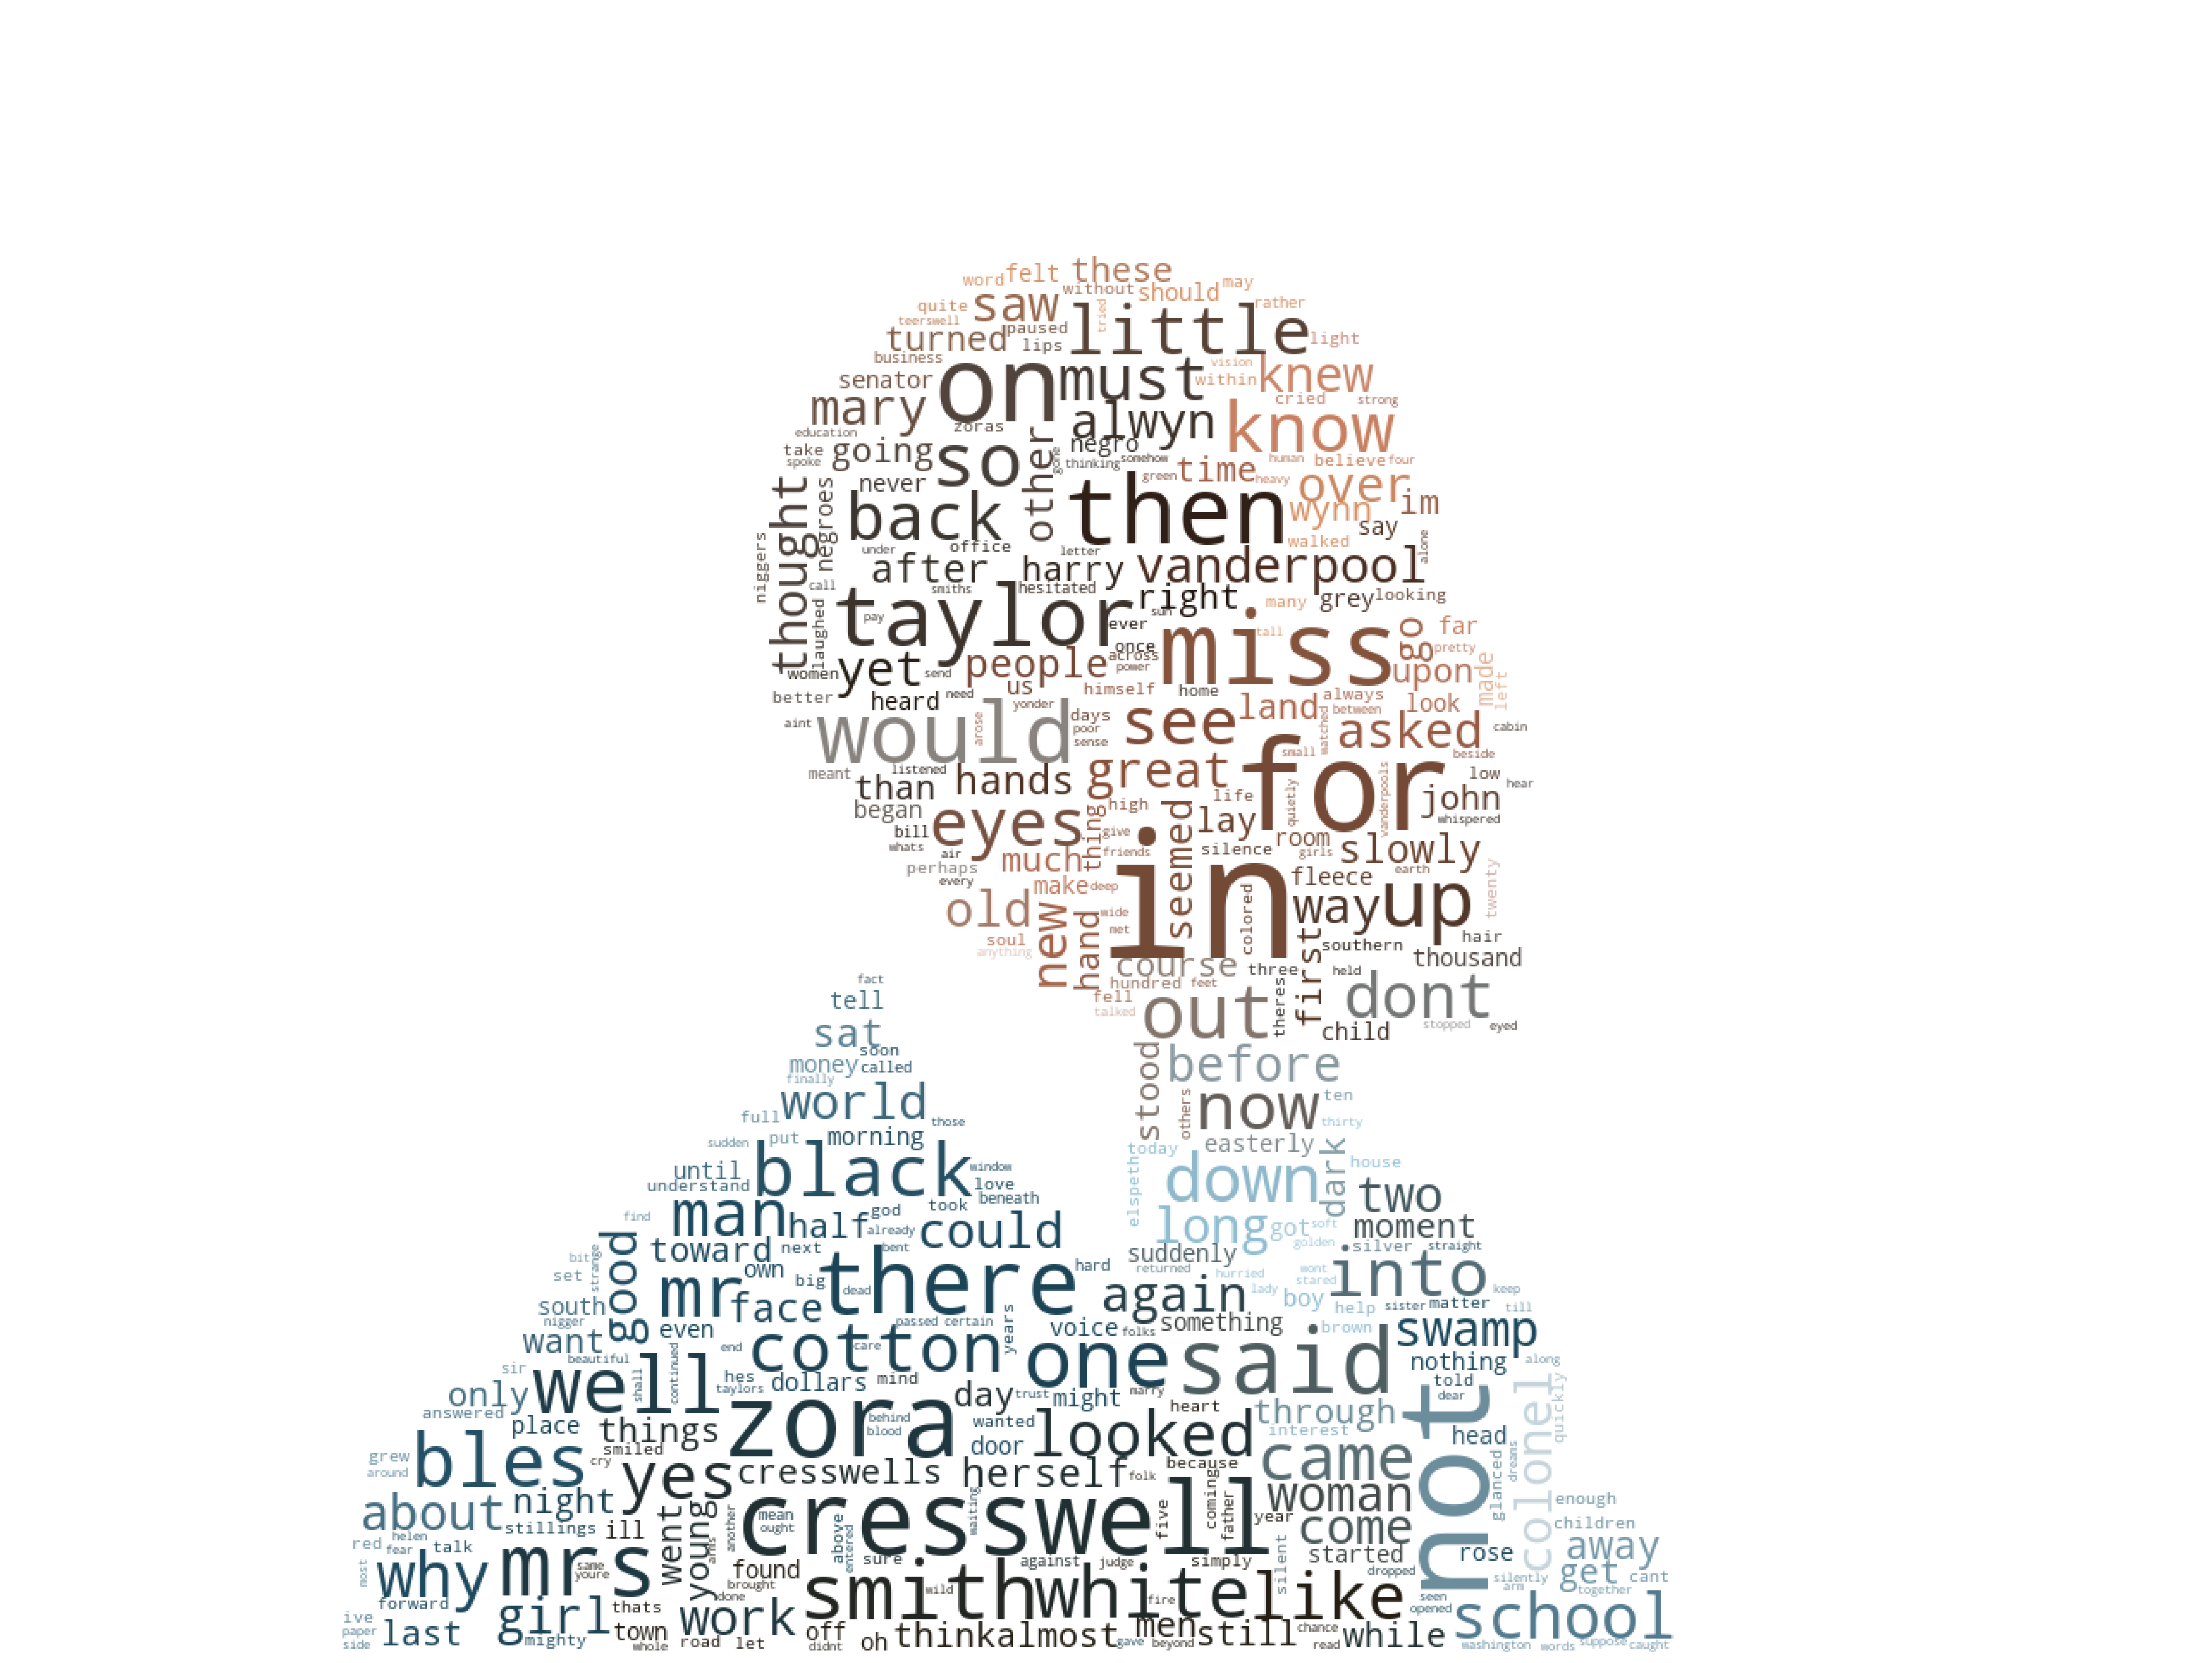 word felt these
without should may
quite saw tried rather
teerswell
turned paused little light
lips
business on must vision knew
senator within
mary alwyn cried strong
know
education zoras negro
take going so other thinking somehow time human believe four
spoke gone green heavy over
never then wynn im
thought negroes back say
walked alone
niggers under office letter
after harry vanderpool
call smiths hesitated right many grey looking
laughed pay taylor sun
ever miss tall go far
once pretty
women yet send people across upon made left
power
better heard need us himself home always look
yonder land between
aint would arose days see watched asked cabin
poor
sense small beside
meant listened great for low hear
than hands vanderpools john
began eyes high life quietly whispered
bill thing give lay room
whats air much friends seemed silence girls slowly
perhaps earth
every make deep in fleece twenty
old new hand wide colored way up
met
soul first southern hair
anything course three held thousand
fact hundred feet dont
tell fell out theres
talked stopped eyed
sat child
soon stood before
money called
finally others now ten
world
full those thirty
sudden put morning easterly
until black window elspeth today down dark house
understand love two
beneath
find man half god took could long got soft moment
already
bit good toward next bent suddenly golden silver straight
strange own hard returned hurried wont into
set mr big there stared keep
south face dead again lady boy help sister matter till
nigger
want even passed certain years voice folks something brown swamp
end cotton care one said
beautiful nothing along
sir well continued hes dollars mind told
only shall taylors day trust might marry not dear colonel quickly
answered place zora behind wanted heart through
things blood looked interest head
grew smiled door came
around bles cry yes cresswells herself folk because glanced dreams
about night young another mean cresswell waiting five coming woman enough
stillings ill went ought father year come children
red helen above
fear talk entered sure against judge simply started rose away
most why mrs same arms found silent dropped silently get cant
youre brought wild arm together
forward done smith white fire like seen
ive girl thats work opened school
paper last mighty town road let off oh think almost gave men still chance while
side whole didnt beyond read washington words suppose caught